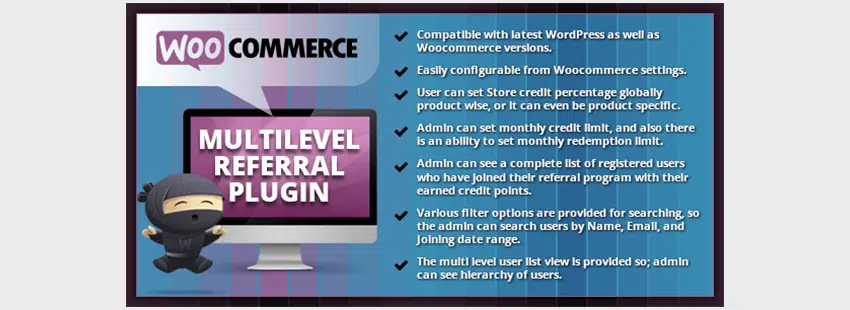 WOO COMMERCE
MULTILEVEL
REFERRAL
PLUGIN
Compatible with latest WordPress as well as
Woocommerce versions.
Easily configurable from Woocommerce settings.
User can set Store credit percentage globally
product wise, or it can even be product specific.
Admin can set monthly credit limit, and also there
is an ability to set monthly redemption limit.
Admin can see a complete list of registered users
who have joined their referral program with their
earned credit points.
Various filter options are provided for searching, so
the admin can search users by Name, Email, and
Joining date range.
The multi level user list view is provided so; admin
can see hierarchy of users.